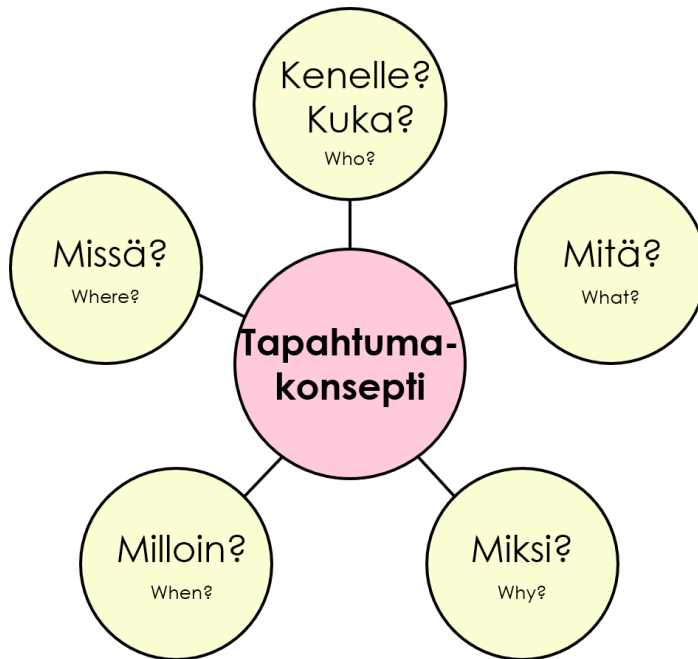 Kenelle?
Kuka?
Who?
Missä?
Where?
Mitä?
What?
Tapahtuma-
konsepti
Milloin?
When?
Miksi?
Why?